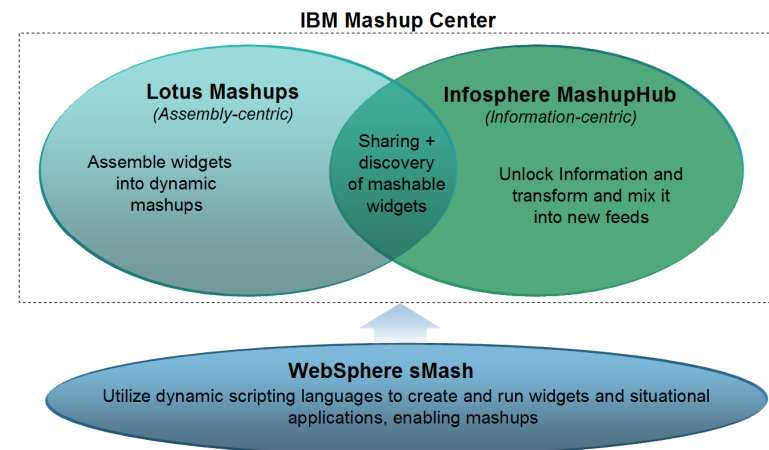 IBM Mashup Center
Lotus Mashups
(Assembly-centric)
Assemble widgets
into dynamic
mashups
Sharing +
discovery
of mashable
widgets
Infosphere MashupHub
(Information-centric)
Unlock Information and
transform and mix it
into new feeds
WebSphere sMash
Utilize dynamic scripting languages to create and run widgets and situational
applications, enabling mashups